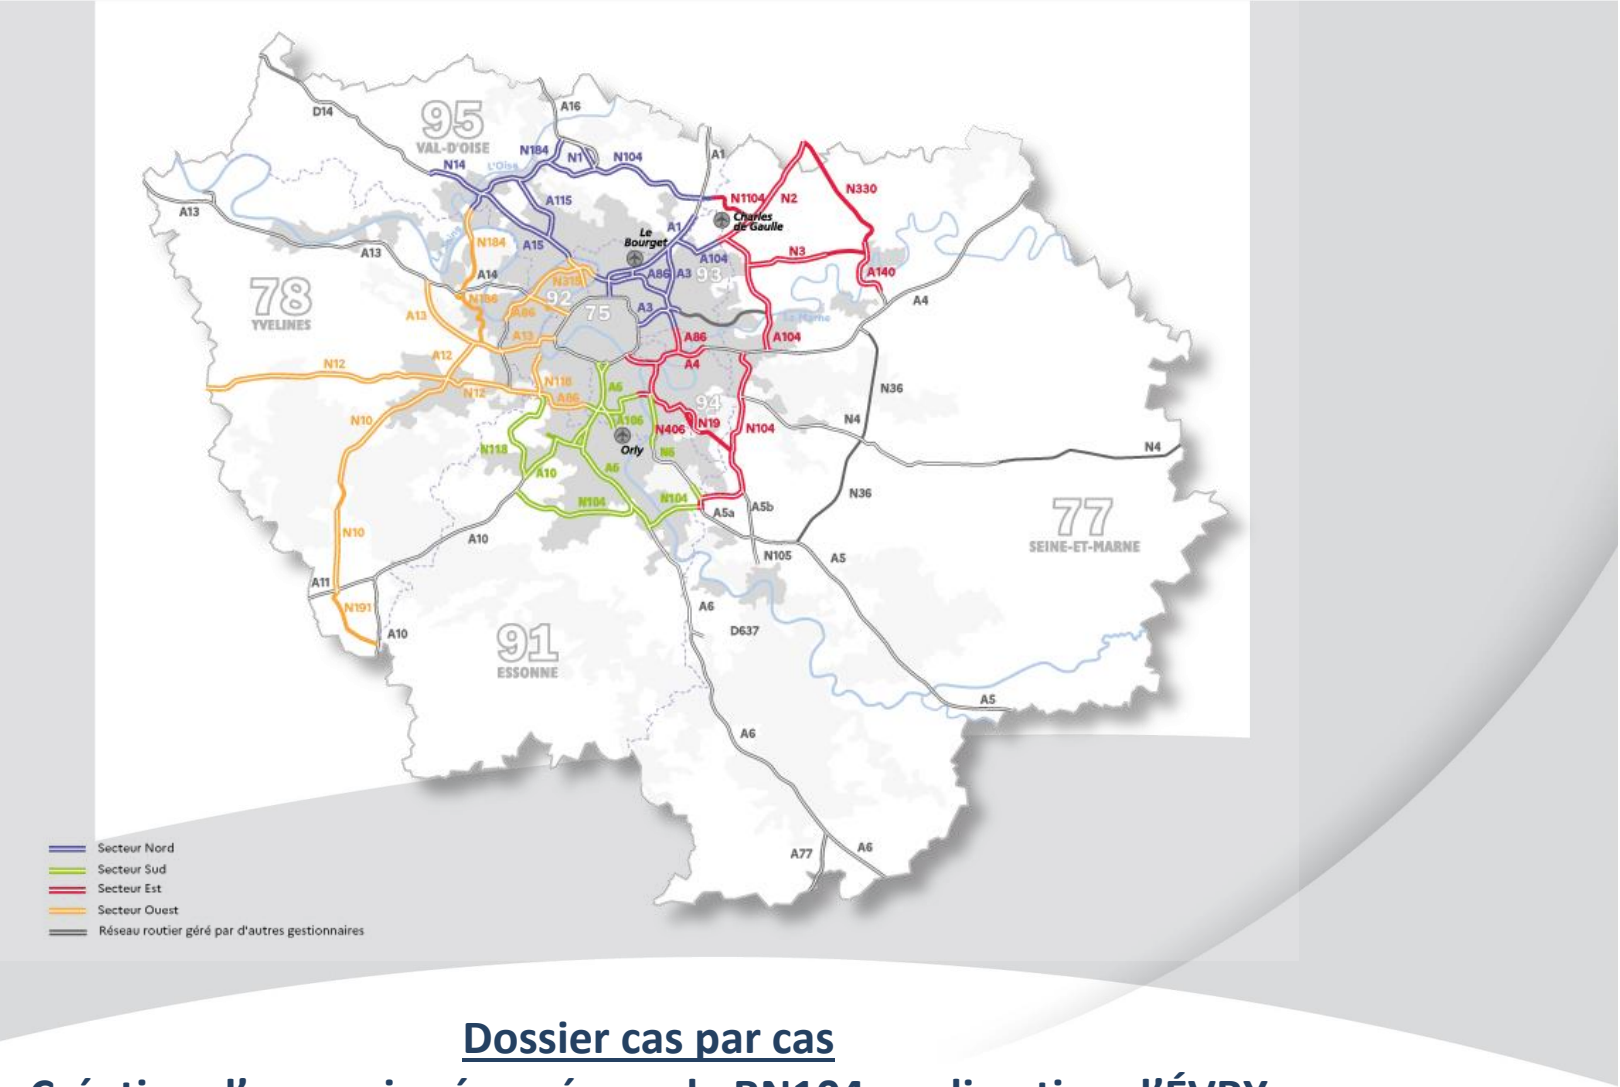 D14
95
VAL-D'OISE
A16
N184
N1
N104
N14
L'Oise
A1
A115
N1104
N2
N330
A13
Charles
de Gaulle
Le
Bourget
A1
A15
N184
A13
A14
A104
N3
A140
A86
A3
93
78
YVELINES
N315
92
N186
75
A3
La Marne
A4
A13
A86
A13
A86
A104
A12
A4
N12
N36
N118
A6
N12
A86
94
N10
A106
N406
N19
N104
N4
Orly
N118
N6
N4
A10
A6
N104
N104
N36
A5a
A5b
77
SEINE-ET-MARNE
N10
A10
N105
A5
A11
N191
A6
A10
D637
91
ESSONNE
A5
A6
A77
A6
Secteur Nord
Secteur Sud
Secteur Est
Secteur Ouest
Réseau routier géré par d'autres gestionnaires
Dossier cas par cas